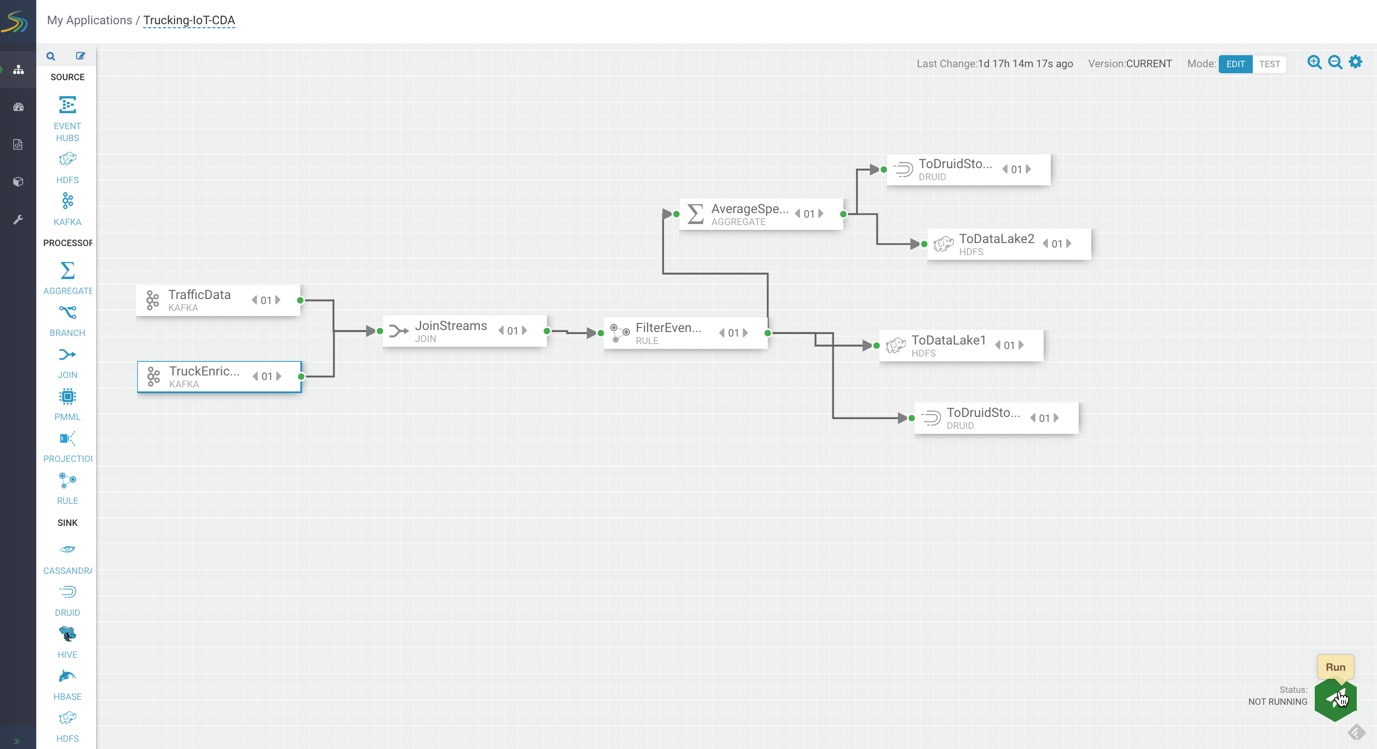 My Applications / Trucking-IoT-CDA
Last Change:1d 17h 14m 17s ago Version:CURRENT Mode: EDIT TEST
SOURCE
EVENT
HUBS
HDFS
KAFKA
PROCESSOR
AGGREGATE
BRANCH
JOIN
PMML
PROJECTIO
RULE
SINK
CASSANDRA
DRUID
HIVE
HBASE
HDFS
TrafficData 01
KAFKA
TruckEnric... 01
KAFKA
JoinStreams 01
JOIN
FilterEven... 01
RULE
AverageSpe... 01
AGGREGATE
ToDruidSto... 01
DRUID
ToDataLake2 01
HDFS
ToDataLake1 01
HDFS
ToDruidSto... 01
DRUID
Run
Status:
NOT RUNNING